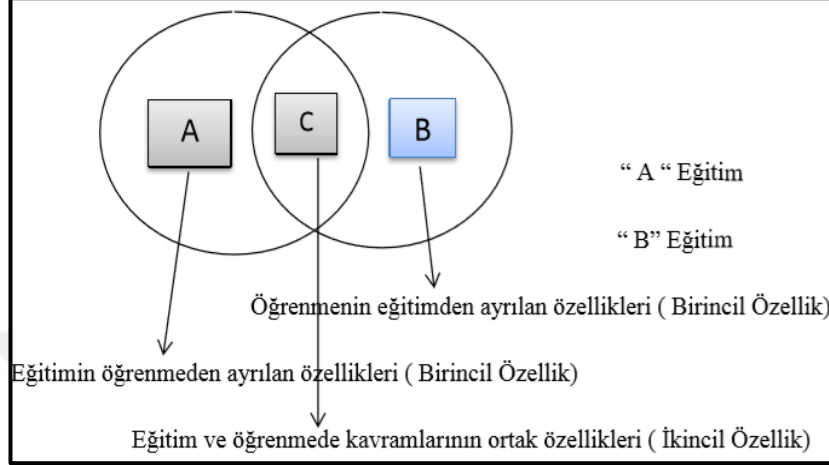 A
C
B
“ A “ Eğitim
“ B” Eğitim
Öğrenmenin eğitimden ayrılan özellikleri ( Birincil Özellik)
Eğitimin öğrenmeden ayrılan özellikleri ( Birincil Özellik)
Eğitim ve öğrenmede kavramlarının ortak özellikleri ( İkincil Özellik)